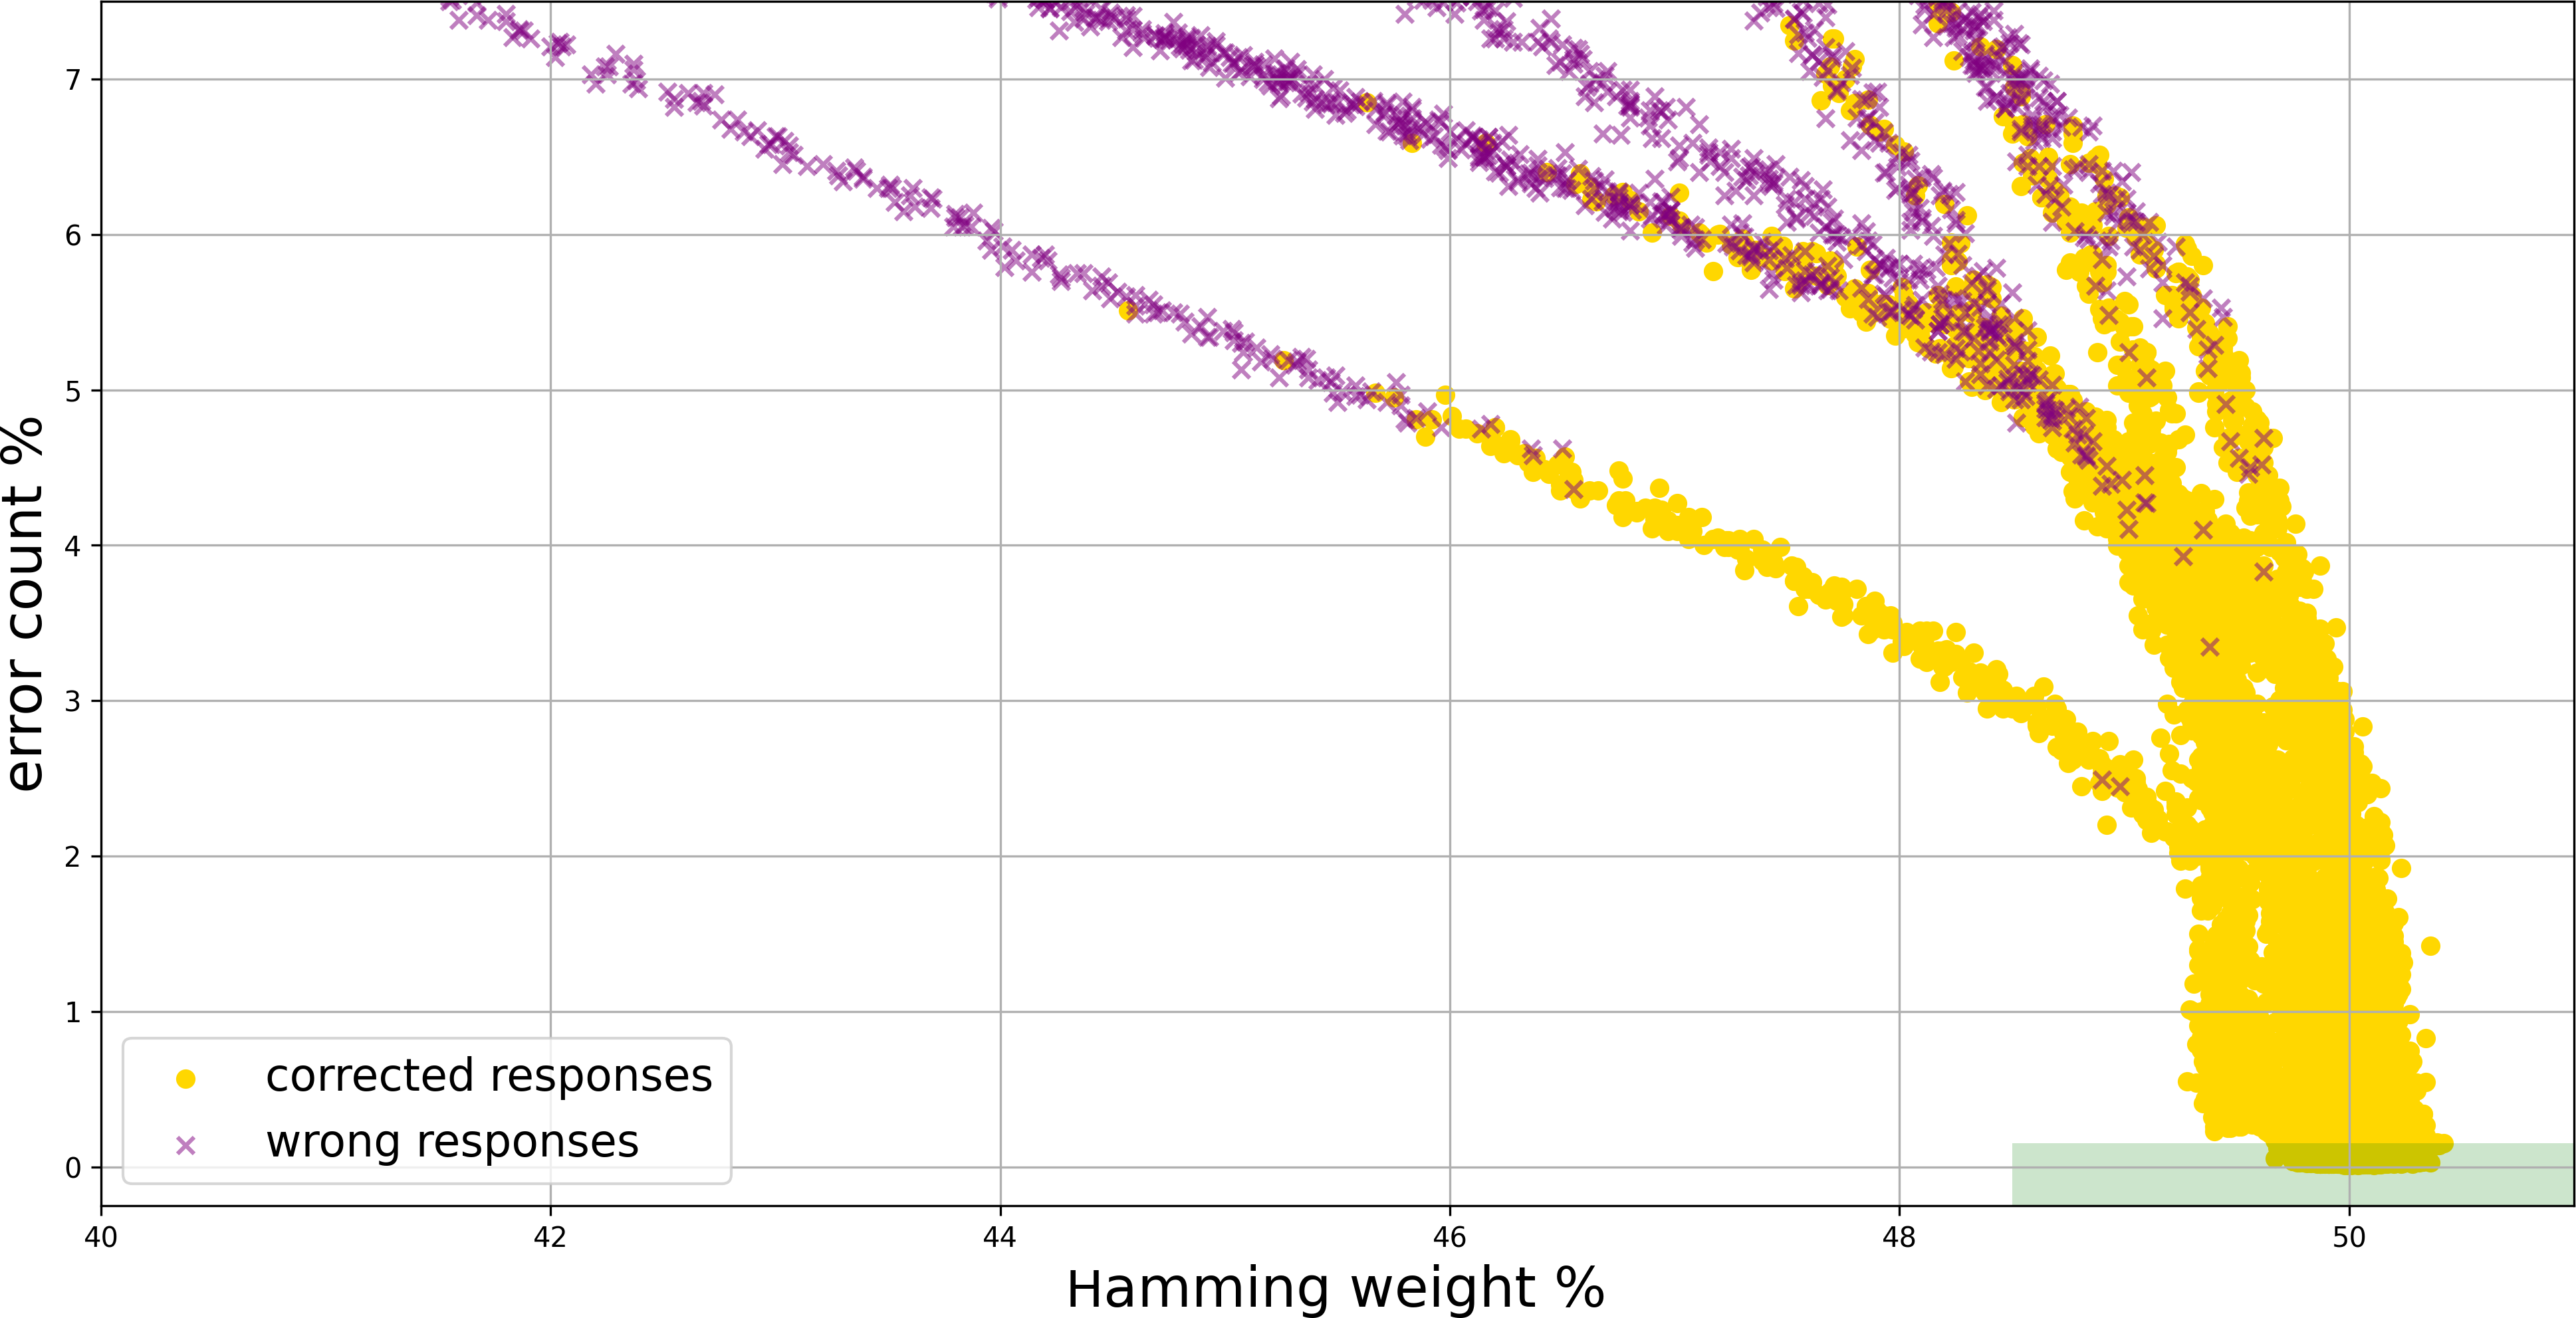 7
6
5
4
3
2
1
0
error count %
corrected responses
wrong responses
40 42 44 46 48 50
Hamming weight %